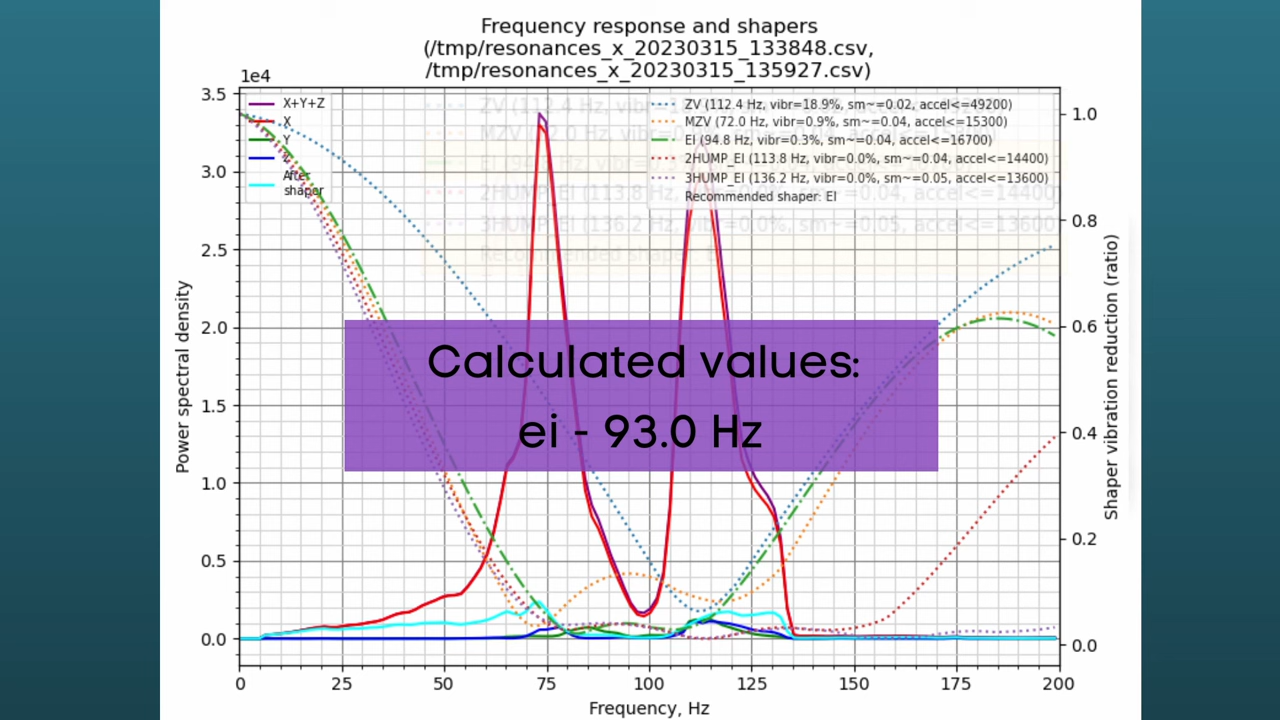 Frequency response and shapers
(/tmp/resonances_x_20230315_133848.csv,
/tmp/resonances_x_20230315_135927.csv)
1e4
X+Y+Z
X
Y
Z
After
shaper
ZV (112.4 Hz, vibr=18.9%, sm~=0.02, accel<=49200)
MZV (72.0 Hz, vibr=0.9%, sm~=0.04, accel<=15300)
EI (94.8 Hz, vibr=0.3%, sm~=0.04, accel<=16700)
2HUMP_EI (113.8 Hz, vibr=0.0%, sm~=0.04, accel<=14400)
3HUMP_EI (136.2 Hz, vibr=0.0%, sm~=0.05, accel<=13600)
Recommended shaper: EI
3.5
3.0
2.5
2.0
1.5
1.0
0.5
0.0
Power spectral density
Calculated values:
ei - 93.0 Hz
1.0
0.8
0.6
0.4
0.2
0.0
Shaper vibration reduction (ratio)
0 25 50 75 100 125 150 175 200
Frequency, Hz